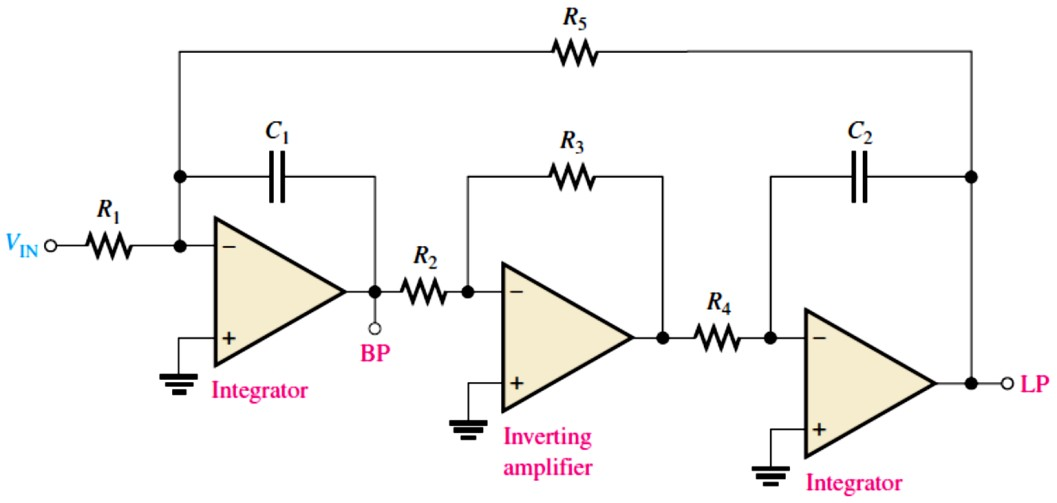 R5
C1
R3
C2
R1
VIN
−
R2
−
R4
−
+
BP
+
LP
Integrator
+
Inverting
amplifier
Integrator